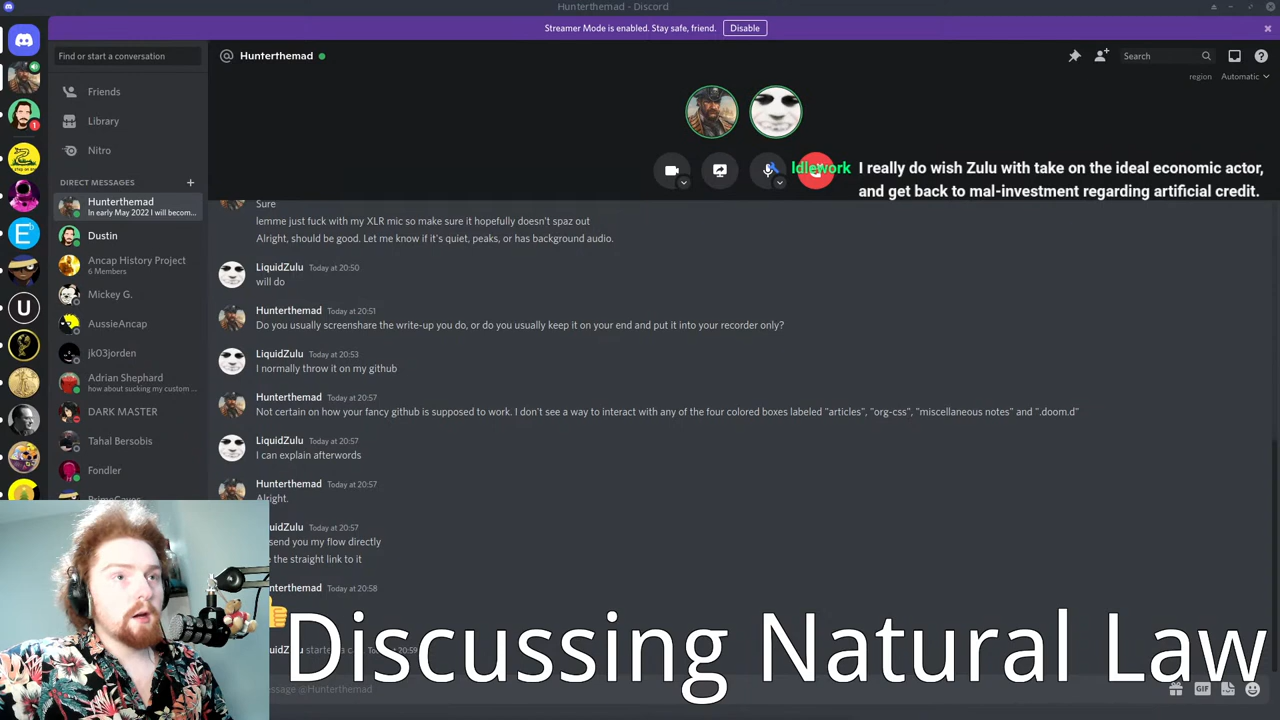 Hunterthemad - Discord
Streamer Mode is enabled. Stay safe, friend.
Disable
Find or start a conversation
Hunterthemad
Search
region
Automatic
Friends
Library
Nitro
DIRECT MESSAGES
Hunterthemad
In early May 2022 I will becom...
Dustin
Ancap History Project
6 Members
Mickey G.
AussieAncap
jk03jorden
Adrian Shephard
how about sucking my custom ...
DARK MASTER
Tahal Bersobis
Fondler
Idlework I really do wish Zulu with take on the ideal economic actor,
and get back to mal-investment regarding artificial credit.
Sure
lemme just fuck with my XLR mic so make sure it hopefully doesn't spaz out
Alright, should be good. Let me know if it's quiet, peaks, or has background audio.
LiquidZulu Today at 20:50
will do
Hunterthemad Today at 20:51
Do you usually screenshare the write-up you do, or do you usually keep it on your end and put it into your recorder only?
LiquidZulu Today at 20:53
I normally throw it on my github
Hunterthemad Today at 20:57
Not certain on how your fancy github is supposed to work. I don't see a way to interact with any of the four colored boxes labeled "articles", "org-css", "miscellaneous notes" and ".doom.d"
LiquidZulu Today at 20:57
I can explain afterwords
Hunterthemad Today at 20:57
Alright.
Today at 20:57
send you my flow directly
the straight link to it
Today at 20:58
Today at 20:59
Message @Hunterthemad
GIF
Discussing Natural Law